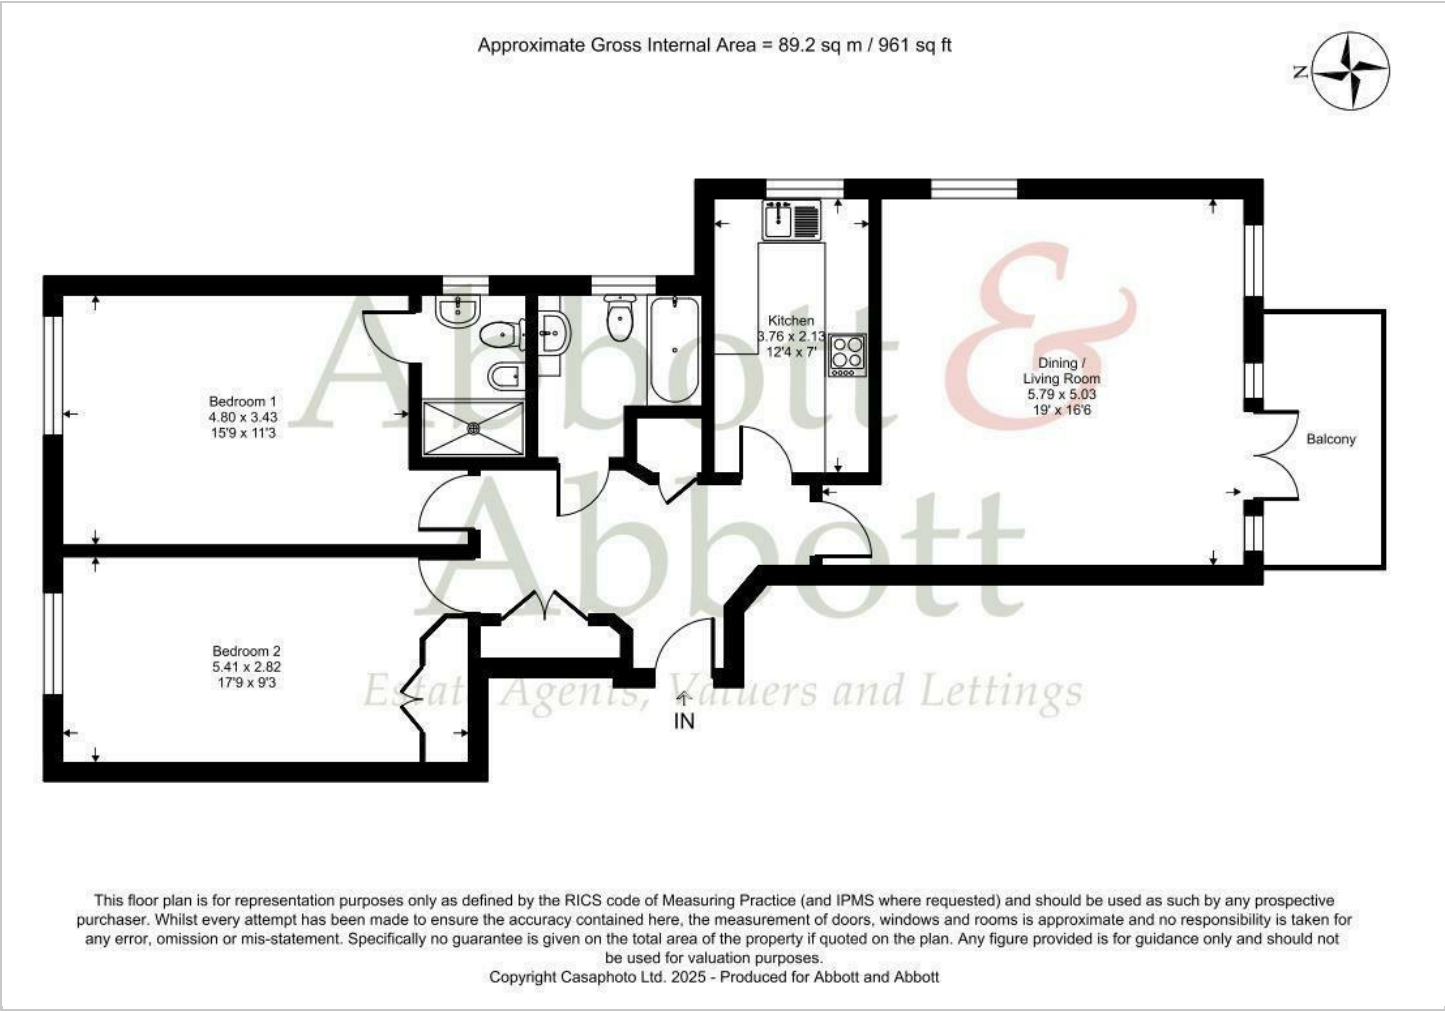 Approximate Gross Internal Area = 89.2 sq m / 961 sq ft
N
Abbott &
Abbott
Estate Agents, Valuers and Lettings
Kitchen
3.76 x 2.13
12'4 x 7'
Dining /
Living Room
5.79 x 5.03
19' x 16'6
Bedroom 1
4.80 x 3.43
15'9 x 11'3
Balcony
Bedroom 2
5.41 x 2.82
17'9 x 9'3
IN
This floor plan is for representation purposes only as defined by the RICS code of Measuring Practice (and IPMS where requested) and should be used as such by any prospective
purchaser. Whilst every attempt has been made to ensure the accuracy contained here, the measurement of doors, windows and rooms is approximate and no responsibility is taken for
any error, omission or mis-statement. Specifically no guarantee is given on the total area of the property if quoted on the plan. Any figure provided is for guidance only and should not
be used for valuation purposes.
Copyright Casaphoto Ltd. 2025 - Produced for Abbott and Abbott